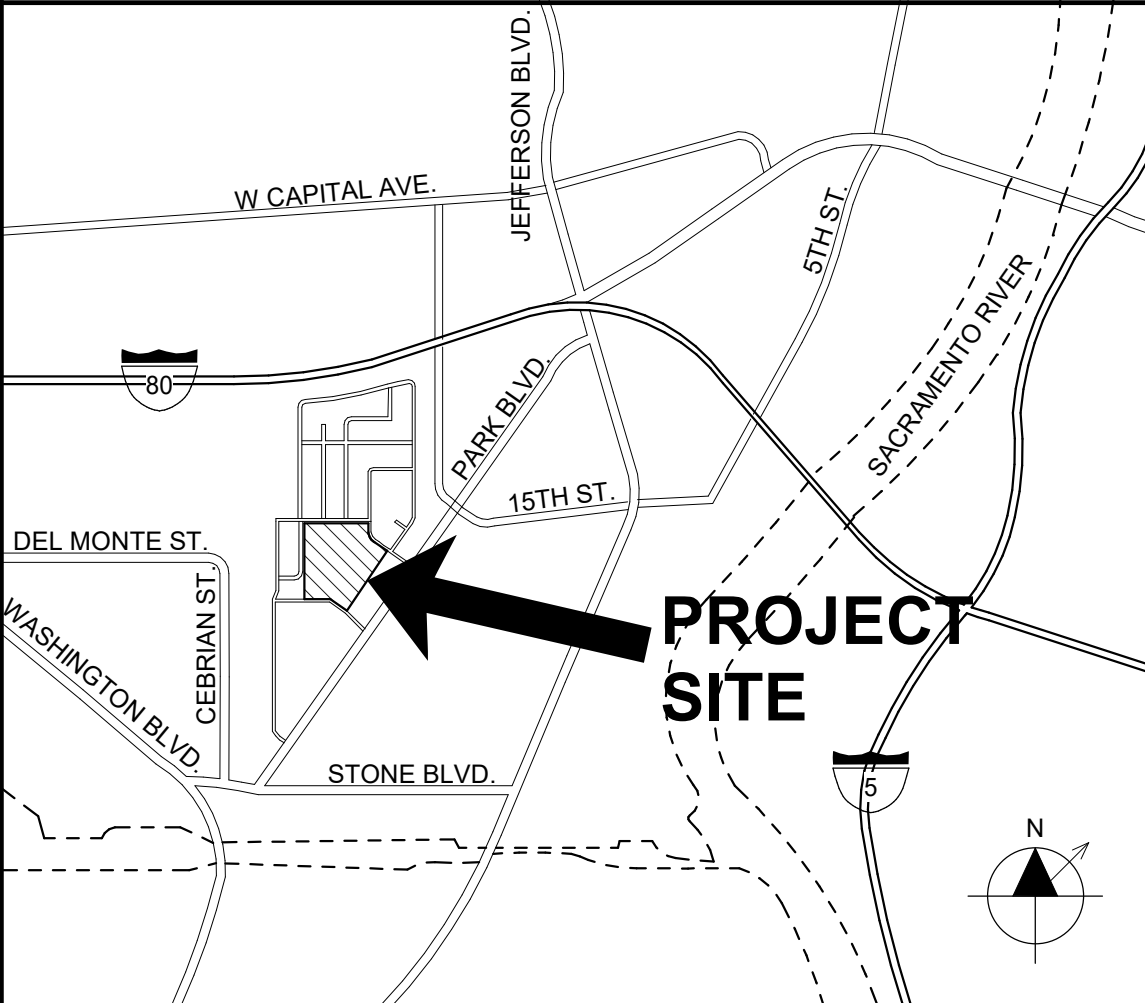 JEFFERSON BLVD.
W CAPITAL AVE.
5TH ST.
SACRAMENTO RIVER
80
PARK BLVD.
15TH ST.
DEL MONTE ST.
CEBRIAN ST.
WASHINGTON BLVD.
PROJECT
SITE
STONE BLVD.
5
N